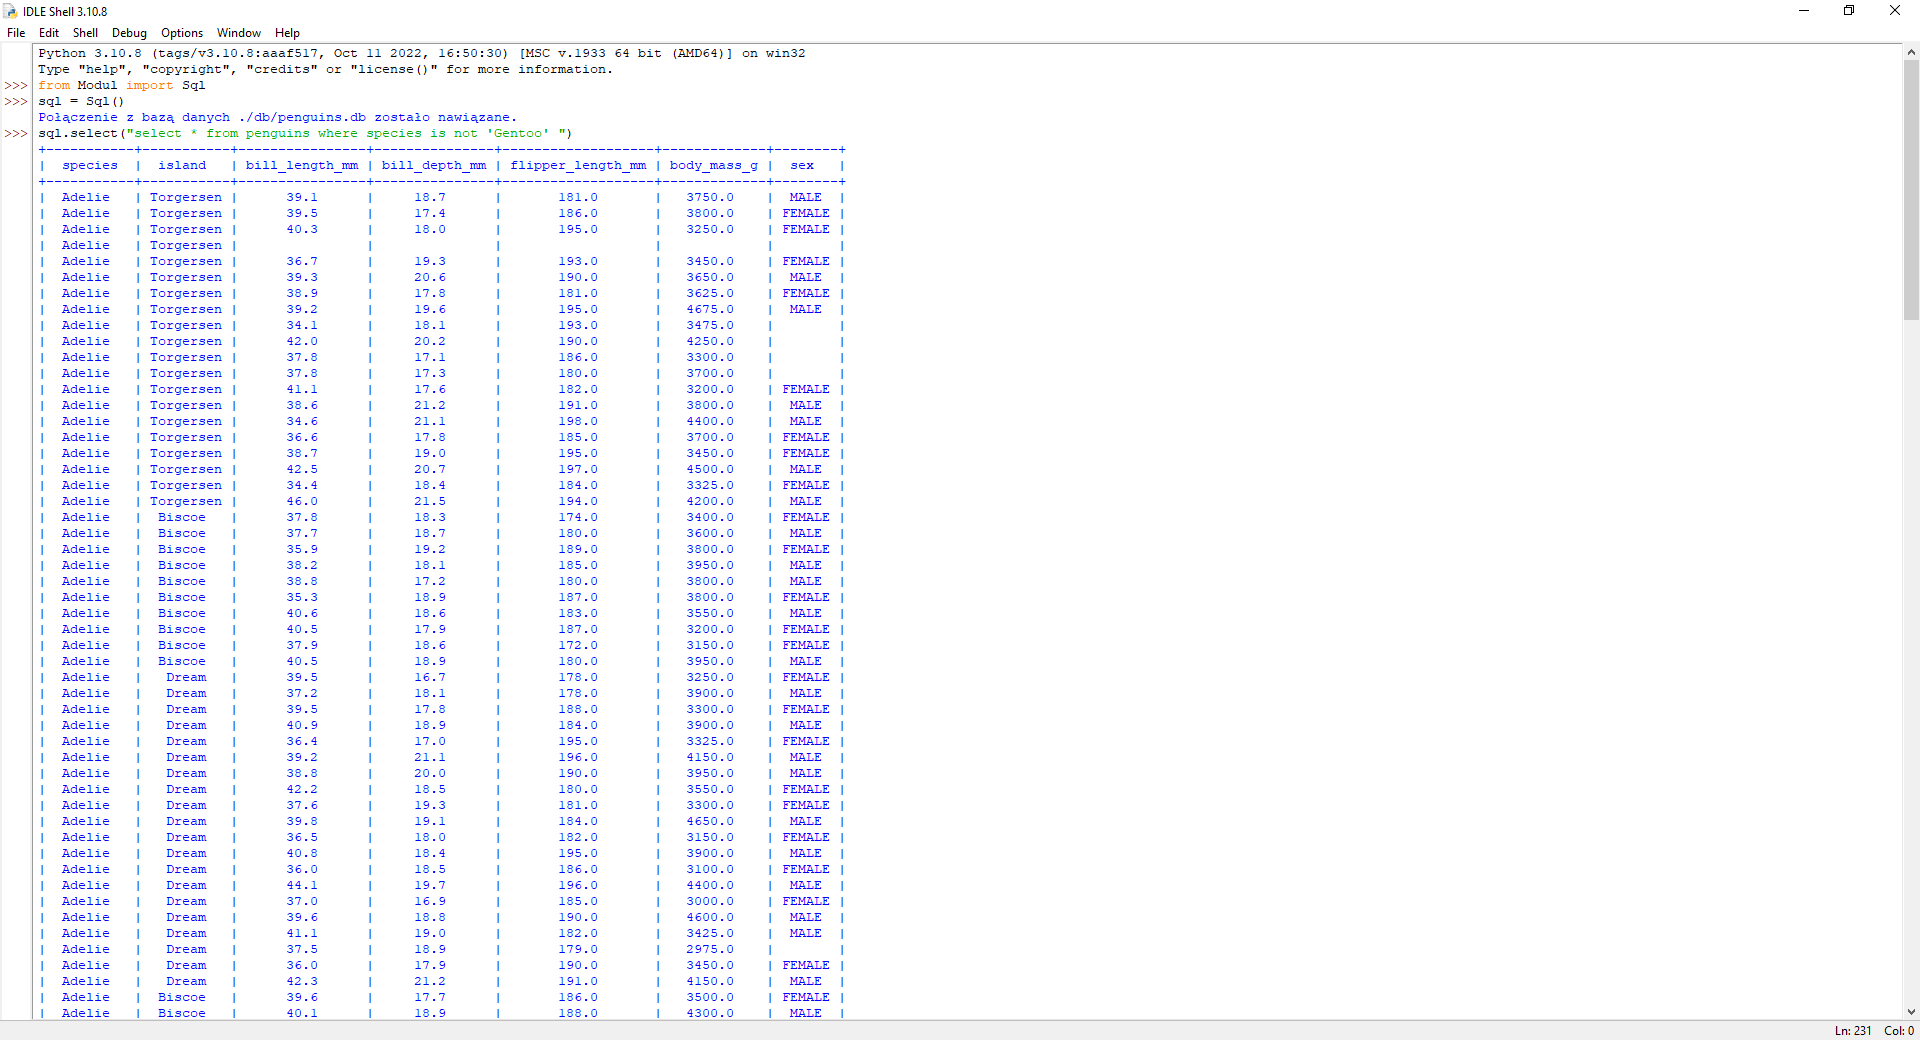 IDLE Shell 3.10.8
File Edit Shell Debug Options Window Help
Python 3.10.8 (tags/v3.10.8:aaaf517, Oct 11 2022, 16:50:30) [MSC v.1933 64 bit (AMD64)] on win32
Type "help", "copyright", "credits" or "license()" for more information.
>>> from Modul import Sql
>>> sql = Sql()
Połączenie z bazą danych ./db/penguins.db zostało nawiązane.
>>> sql.select("select * from penguins where species is not 'Gentoo' ")
+-----------+-----------+----------------+---------------+-------------------+-------------+--------+
| species | island | bill_length_mm | bill_depth_mm | flipper_length_mm | body_mass_g | sex |
+-----------+-----------+----------------+---------------+-------------------+-------------+--------+
| Adelie | Torgersen | 39.1 | 18.7 | 181.0 | 3750.0 | MALE |
| Adelie | Torgersen | 39.5 | 17.4 | 186.0 | 3800.0 | FEMALE |
| Adelie | Torgersen | 40.3 | 18.0 | 195.0 | 3250.0 | FEMALE |
| Adelie | Torgersen | | | | | |
| Adelie | Torgersen | 36.7 | 19.3 | 193.0 | 3450.0 | FEMALE |
| Adelie | Torgersen | 39.3 | 20.6 | 190.0 | 3650.0 | MALE |
| Adelie | Torgersen | 38.9 | 17.8 | 181.0 | 3625.0 | FEMALE |
| Adelie | Torgersen | 39.2 | 19.6 | 195.0 | 4675.0 | MALE |
| Adelie | Torgersen | 34.1 | 18.1 | 193.0 | 3475.0 | |
| Adelie | Torgersen | 42.0 | 20.2 | 190.0 | 4250.0 | |
| Adelie | Torgersen | 37.8 | 17.1 | 186.0 | 3300.0 | |
| Adelie | Torgersen | 37.8 | 17.3 | 180.0 | 3700.0 | |
| Adelie | Torgersen | 41.1 | 17.6 | 182.0 | 3200.0 | FEMALE |
| Adelie | Torgersen | 38.6 | 21.2 | 191.0 | 3800.0 | MALE |
| Adelie | Torgersen | 34.6 | 21.1 | 198.0 | 4400.0 | MALE |
| Adelie | Torgersen | 36.6 | 17.8 | 185.0 | 3700.0 | FEMALE |
| Adelie | Torgersen | 38.7 | 19.0 | 195.0 | 3450.0 | FEMALE |
| Adelie | Torgersen | 42.5 | 20.7 | 197.0 | 4500.0 | MALE |
| Adelie | Torgersen | 34.4 | 18.4 | 184.0 | 3325.0 | FEMALE |
| Adelie | Torgersen | 46.0 | 21.5 | 194.0 | 4200.0 | MALE |
| Adelie | Biscoe | 37.8 | 18.3 | 174.0 | 3400.0 | FEMALE |
| Adelie | Biscoe | 37.7 | 18.7 | 180.0 | 3600.0 | MALE |
| Adelie | Biscoe | 35.9 | 19.2 | 189.0 | 3800.0 | FEMALE |
| Adelie | Biscoe | 38.2 | 18.1 | 185.0 | 3950.0 | MALE |
| Adelie | Biscoe | 38.8 | 17.2 | 180.0 | 3800.0 | MALE |
| Adelie | Biscoe | 35.3 | 18.9 | 187.0 | 3800.0 | FEMALE |
| Adelie | Biscoe | 40.6 | 18.6 | 183.0 | 3550.0 | MALE |
| Adelie | Biscoe | 40.5 | 17.9 | 187.0 | 3200.0 | FEMALE |
| Adelie | Biscoe | 37.9 | 18.6 | 172.0 | 3150.0 | FEMALE |
| Adelie | Biscoe | 40.5 | 18.9 | 180.0 | 3950.0 | MALE |
| Adelie | Dream | 39.5 | 16.7 | 178.0 | 3250.0 | FEMALE |
| Adelie | Dream | 37.2 | 18.1 | 178.0 | 3900.0 | MALE |
| Adelie | Dream | 39.5 | 17.8 | 188.0 | 3300.0 | FEMALE |
| Adelie | Dream | 40.9 | 18.9 | 184.0 | 3900.0 | MALE |
| Adelie | Dream | 36.4 | 17.0 | 195.0 | 3325.0 | FEMALE |
| Adelie | Dream | 39.2 | 21.1 | 196.0 | 4150.0 | MALE |
| Adelie | Dream | 38.8 | 20.0 | 190.0 | 3950.0 | MALE |
| Adelie | Dream | 42.2 | 18.5 | 180.0 | 3550.0 | FEMALE |
| Adelie | Dream | 37.6 | 19.3 | 181.0 | 3300.0 | FEMALE |
| Adelie | Dream | 39.8 | 19.1 | 184.0 | 4650.0 | MALE |
| Adelie | Dream | 36.5 | 18.0 | 182.0 | 3150.0 | FEMALE |
| Adelie | Dream | 40.8 | 18.4 | 195.0 | 3900.0 | MALE |
| Adelie | Dream | 36.0 | 18.5 | 186.0 | 3100.0 | FEMALE |
| Adelie | Dream | 44.1 | 19.7 | 196.0 | 4400.0 | MALE |
| Adelie | Dream | 37.0 | 16.9 | 185.0 | 3000.0 | FEMALE |
| Adelie | Dream | 39.6 | 18.8 | 190.0 | 4600.0 | MALE |
| Adelie | Dream | 41.1 | 19.0 | 182.0 | 3425.0 | MALE |
| Adelie | Dream | 37.5 | 18.9 | 179.0 | 2975.0 | |
| Adelie | Dream | 36.0 | 17.9 | 190.0 | 3450.0 | FEMALE |
| Adelie | Dream | 42.3 | 21.2 | 191.0 | 4150.0 | MALE |
| Adelie | Biscoe | 39.6 | 17.7 | 186.0 | 3500.0 | FEMALE |
| Adelie | Biscoe | 40.1 | 18.9 | 188.0 | 4300.0 | MALE |
Ln: 231 Col: 0